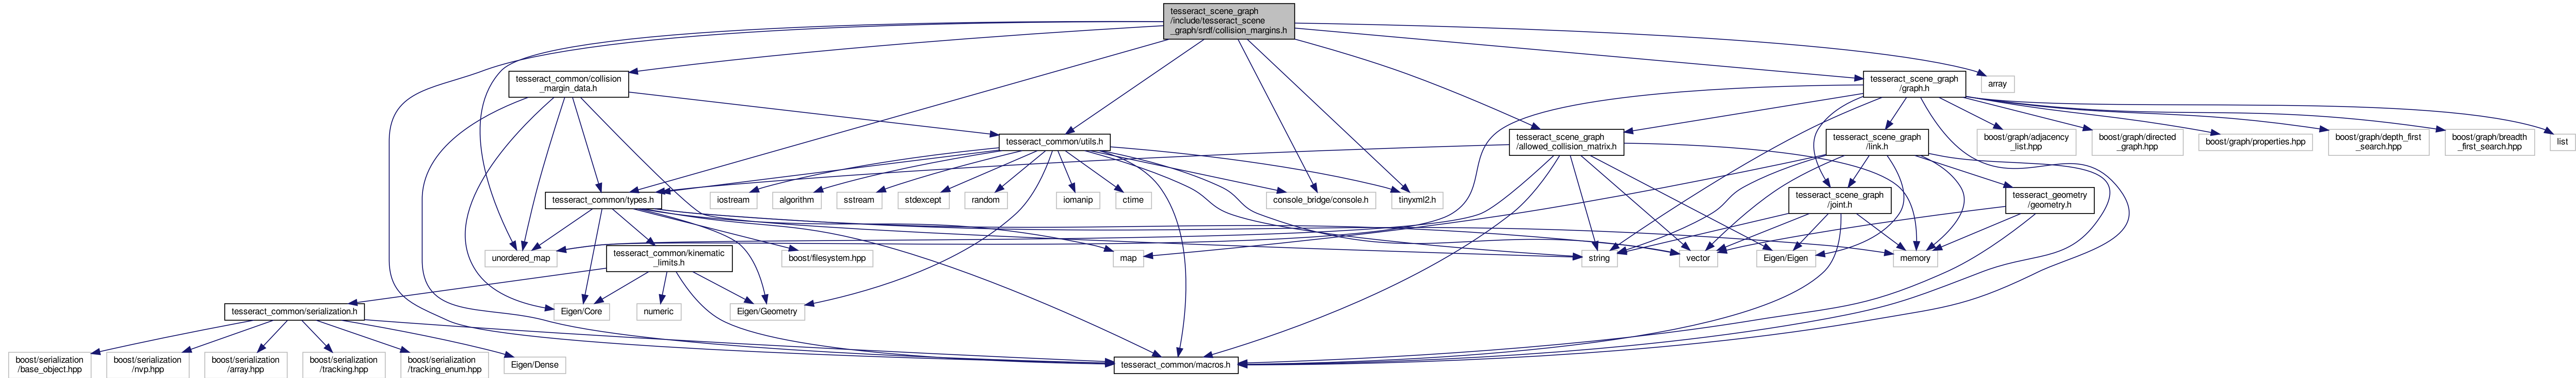 tesseract_scene_graph
/include/tesseract_scene
_graph/srdf/collision_margins.h
tesseract_common/collision
_margin_data.h
tesseract_scene_graph
/graph.h
array
tesseract_common/utils.h
tesseract_scene_graph
/allowed_collision_matrix.h
tesseract_scene_graph
/link.h
boost/graph/adjacency
_list.hpp
boost/graph/directed
_graph.hpp
boost/graph/properties.hpp
boost/graph/depth_first
_search.hpp
boost/graph/breadth
_first_search.hpp
list
tesseract_common/types.h
iostream
algorithm
sstream
stdexcept
random
iomanip
ctime
console_bridge/console.h
tinyxml2.h
tesseract_scene_graph
/joint.h
tesseract_geometry
/geometry.h
unordered_map
tesseract_common/kinematic
_limits.h
boost/filesystem.hpp
map
string
vector
Eigen/Eigen
memory
tesseract_common/serialization.h
Eigen/Core
numeric
Eigen/Geometry
boost/serialization
/base_object.hpp
boost/serialization
/nvp.hpp
boost/serialization
/array.hpp
boost/serialization
/tracking.hpp
boost/serialization
/tracking_enum.hpp
Eigen/Dense
tesseract_common/macros.h